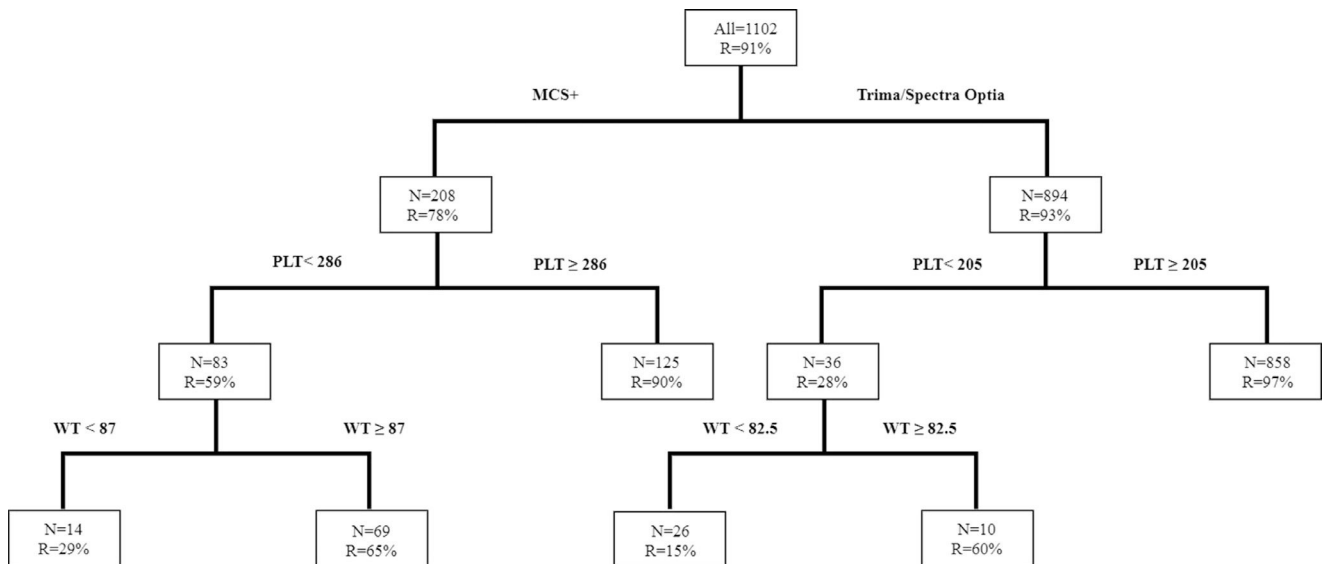 All=1102
R=91%
MCS+
Trima/Spectra Optia
N=208
R=78%
N=894
R=93%
PLT< 286
PLT ≥ 286
PLT< 205
PLT ≥ 205
N=83
R=59%
N=125
R=90%
N=36
R=28%
N=858
R=97%
WT < 87
WT ≥ 87
WT < 82.5
WT ≥ 82.5
N=14
R=29%
N=69
R=65%
N=26
R=15%
N=10
R=60%